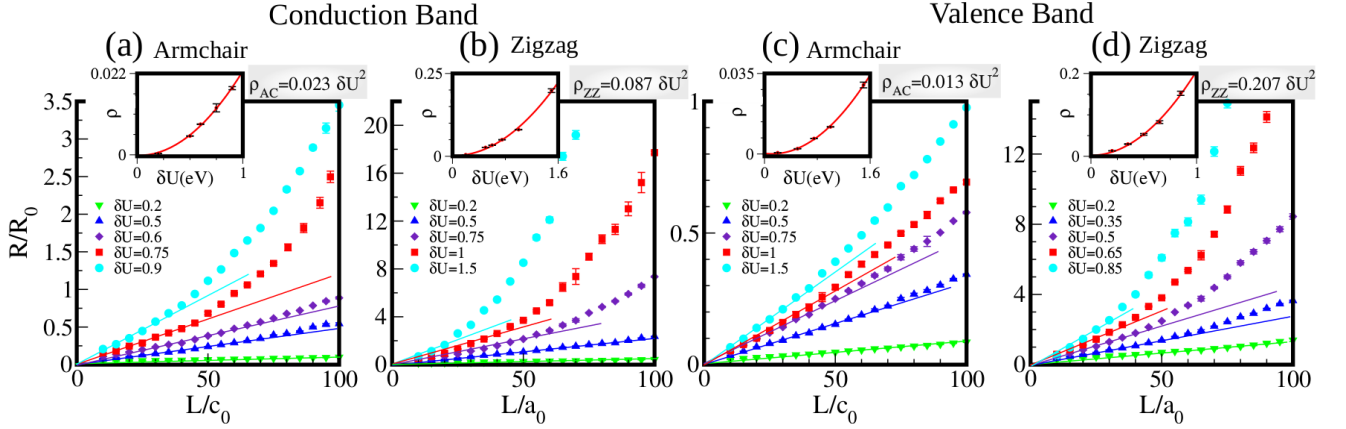 Conduction Band
Valence Band
(a) Armchair
0.022
ρ
0
0
δU(eV)
1
ρAC=0.023 δU²
R/R₀
3.5
3
2.5
2
1.5
1
0.5
0
δU=0.2
δU=0.5
δU=0.6
δU=0.75
δU=0.9
0
50
100
L/c₀
(b) Zigzag
0.25
ρ
0
0
δU(eV)
1.6
ρZZ=0.087 δU²
20
16
12
8
4
0
δU=0.2
δU=0.5
δU=0.75
δU=1
δU=1.5
0
50
100
L/a₀
(c) Armchair
0.035
ρ
0
0
δU(eV)
1.6
ρAC=0.013 δU²
1
0.5
0
δU=0.2
δU=0.5
δU=0.75
δU=1
δU=1.5
0
50
100
L/c₀
(d) Zigzag
0.2
ρ
0
0
δU(eV)
1
ρZZ=0.207 δU²
12
8
4
0
δU=0.2
δU=0.35
δU=0.5
δU=0.65
δU=0.85
0
50
100
L/a₀